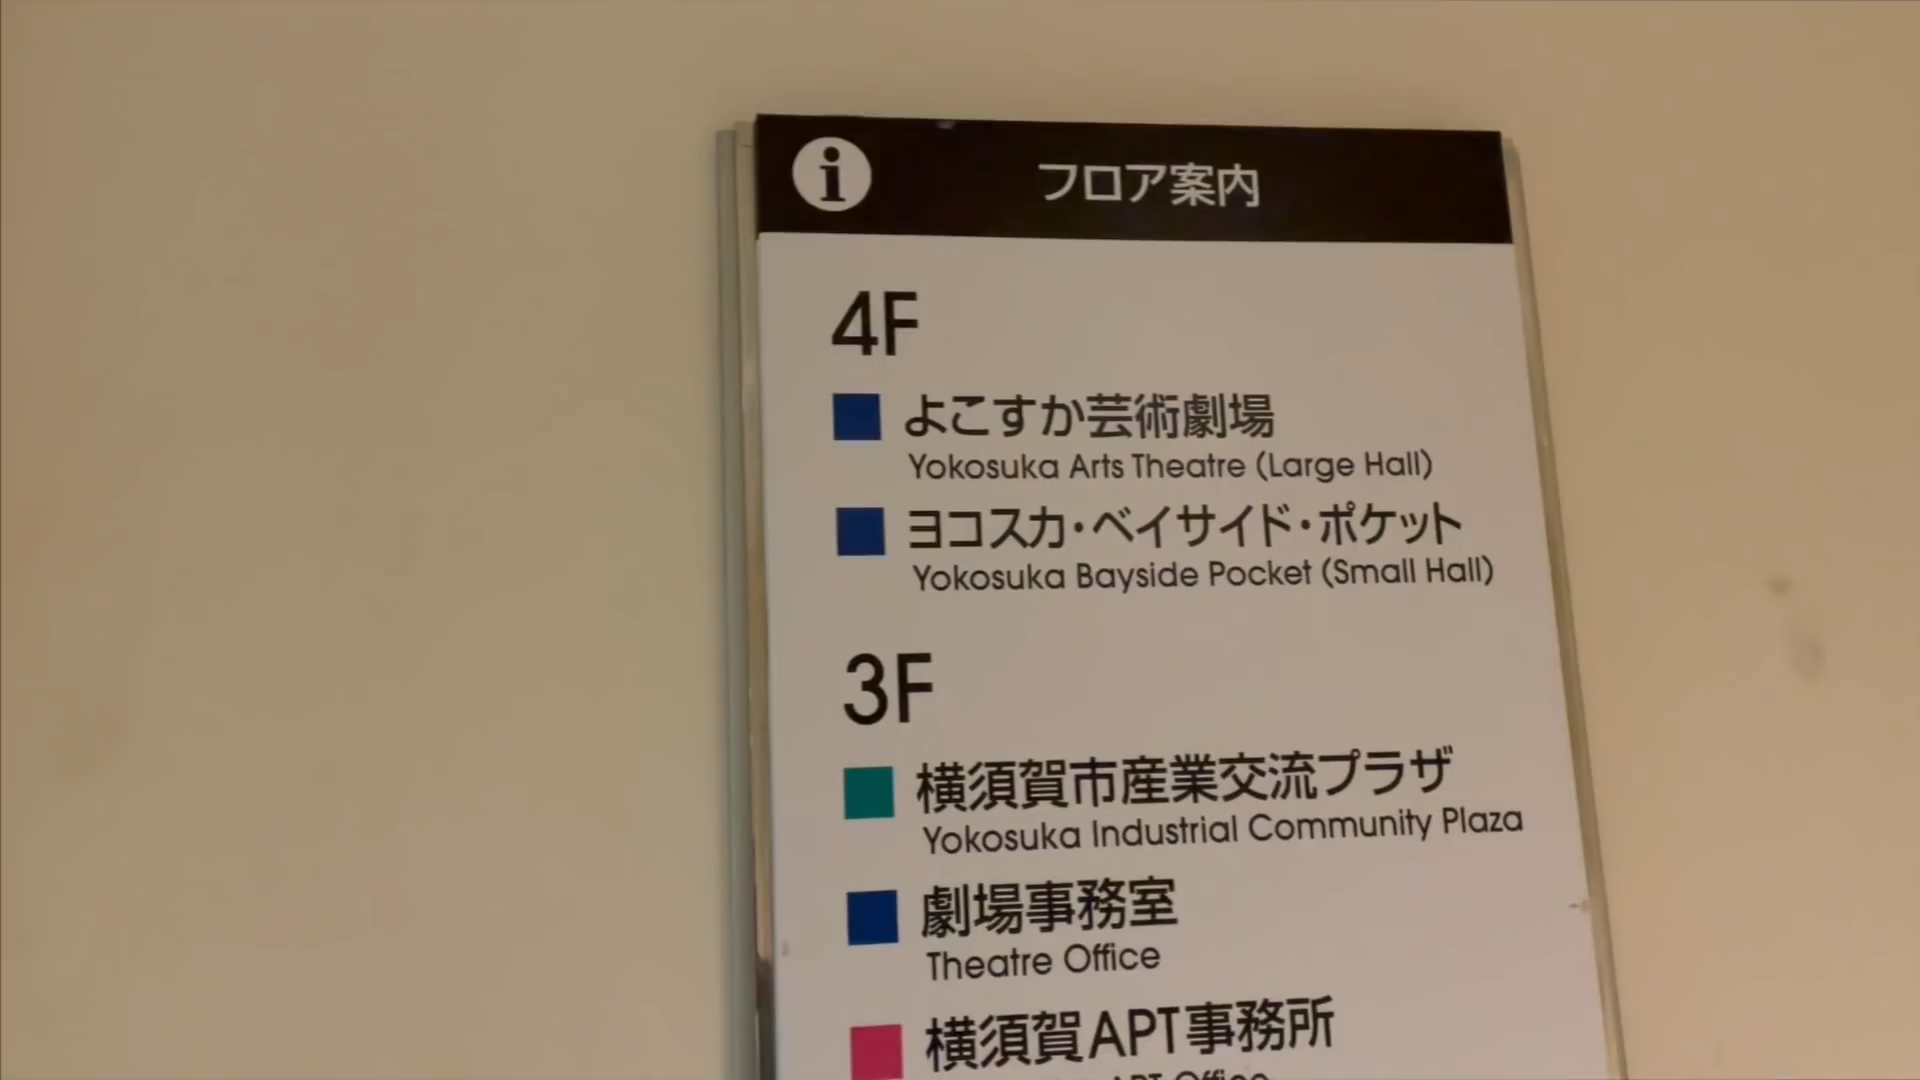 i フロア案内
4F
よこすか芸術劇場
Yokosuka Arts Theatre (Large Hall)
ヨコスカ・ベイサイド・ポケット
Yokosuka Bayside Pocket (Small Hall)
3F
横須賀市産業交流プラザ
Yokosuka Industrial Community Plaza
劇場事務室
Theatre Office
横須賀APT事務所
APT Office